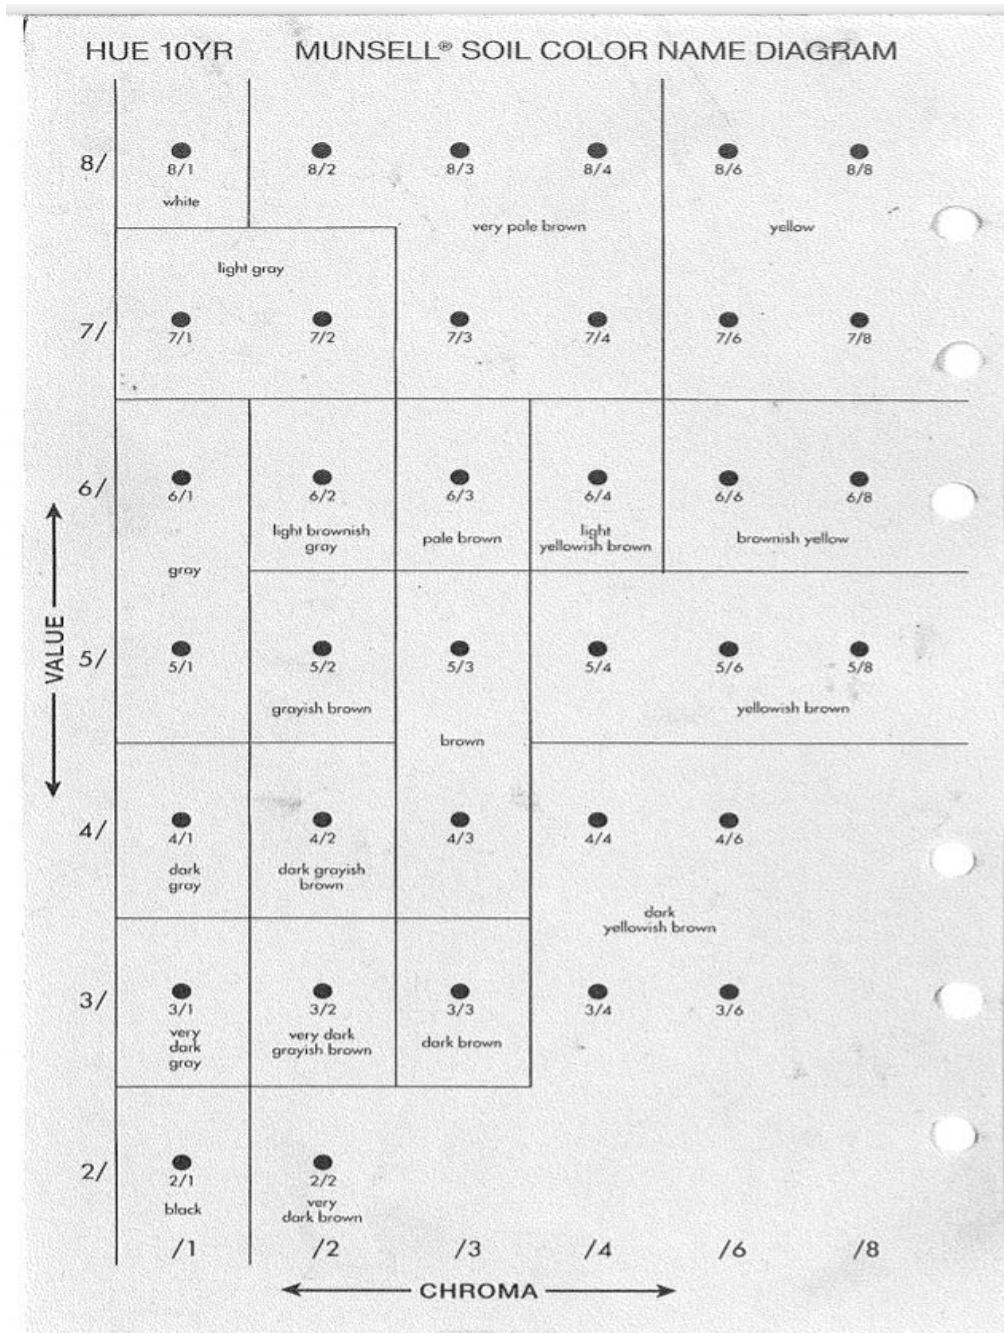 HUE 10YR MUNSELL® SOIL COLOR NAME DIAGRAM
8/ 8/1 8/2 8/3 8/4 8/6 8/8
white
very pale brown yellow
light gray
7/ 7/1 7/2 7/3 7/4 7/6 7/8
6/ 6/1 6/2 6/3 6/4 6/6 6/8
light brownish
gray
pale brown
light
yellowish brown
brownish yellow
gray
5/ 5/1 5/2 5/3 5/4 5/6 5/8
grayish brown yellowish brown
brown
4/ 4/1 4/2 4/3 4/4 4/6
dark
gray
dark grayish
brown
dark
yellowish brown
3/ 3/1 3/2 3/3 3/4 3/6
very
dark
gray
very dark
grayish brown
dark brown
2/ 2/1 2/2
black
very
dark brown
/1 /2 /3 /4 /6 /8
VALUE
CHROMA